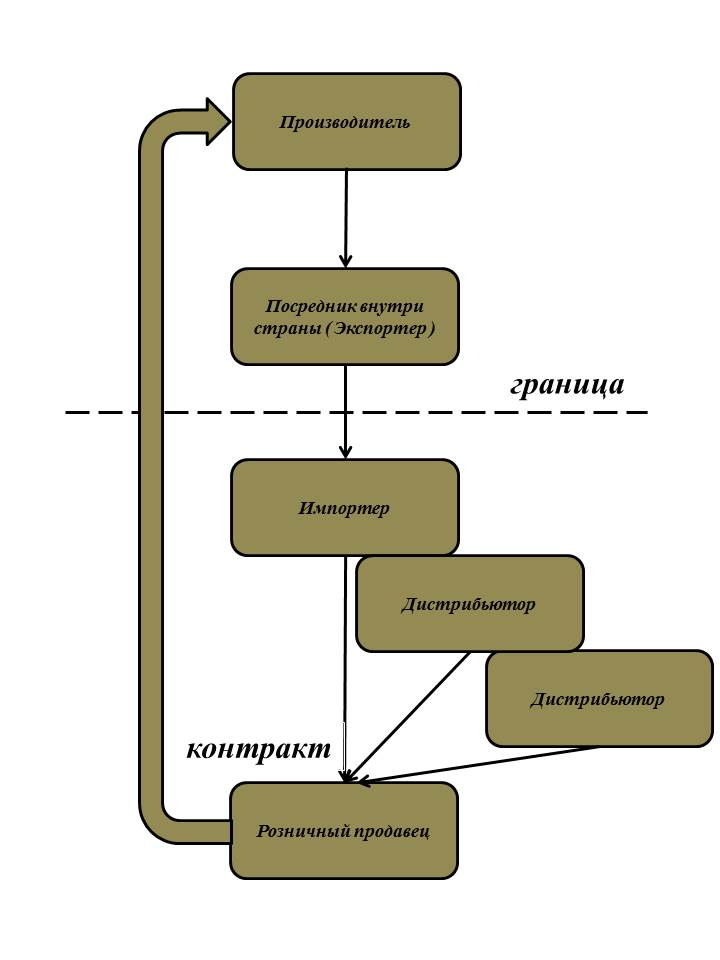 Производитель
Посредник внутри
страны ( Экспортер )
граница
Импортер
Дистрибьютор
Дистрибьютор
контракт
Розничный продавец